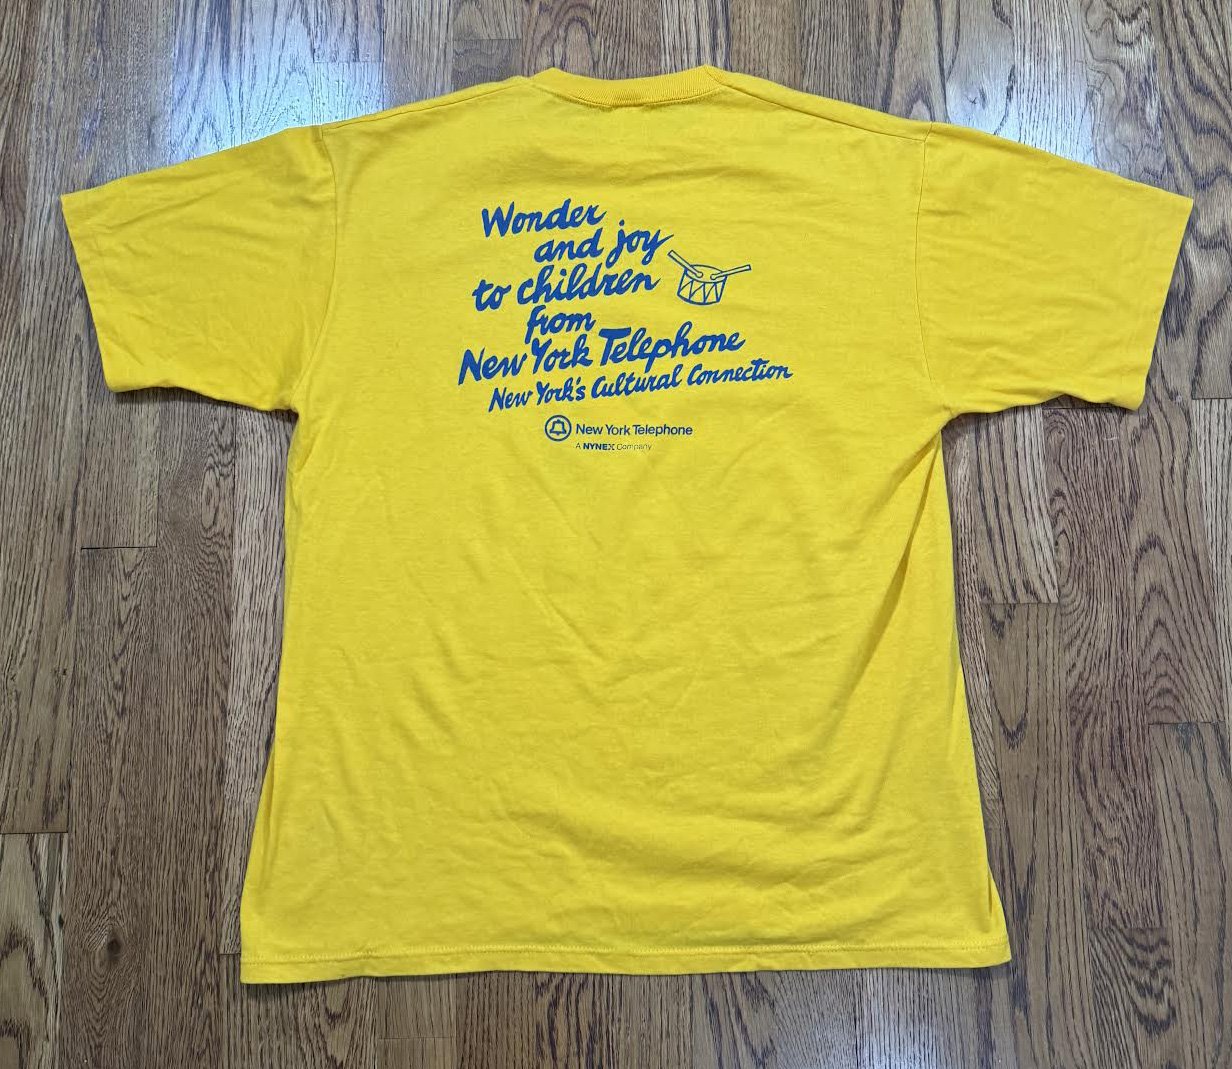 Wonder
and joy
to children
from
New York Telephone
New York's Cultural Connection
New York Telephone
A NYNEX Company